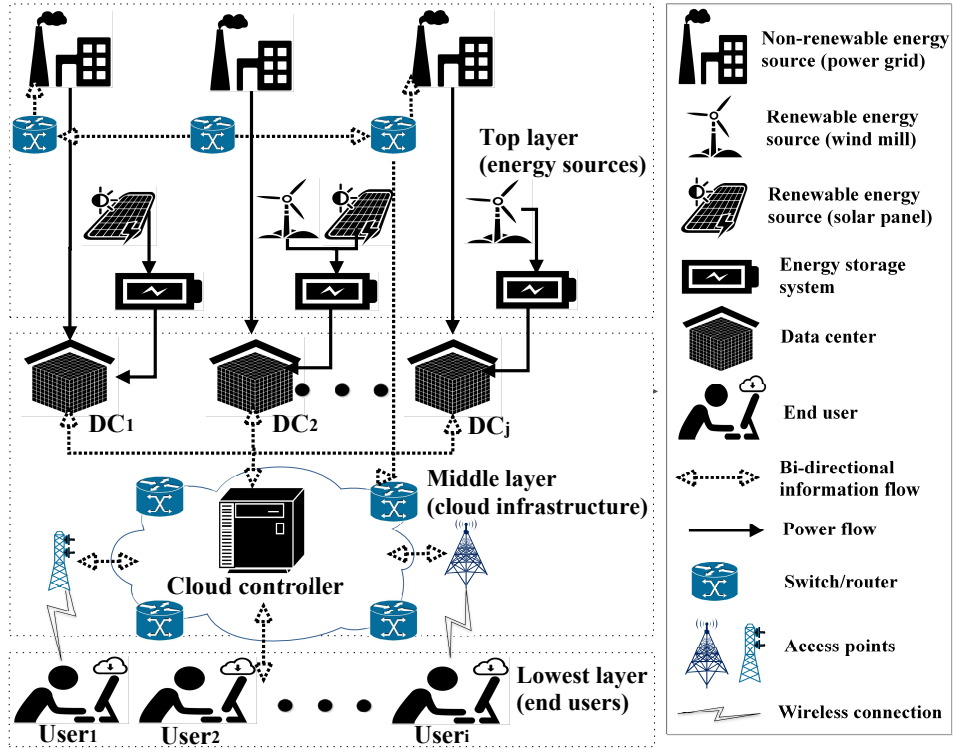 Top layer
(energy sources)
DC1
DC2
DCj
Middle layer
(cloud infrastructure)
Cloud controller
Lowest layer
(end users)
User1
User2
Useri
Non-renewable energy
source (power grid)
Renewable energy
source (wind mill)
Renewable energy
source (solar panel)
Energy storage
system
Data center
End user
Bi-directional
information flow
Power flow
Switch/router
Access points
Wireless connection